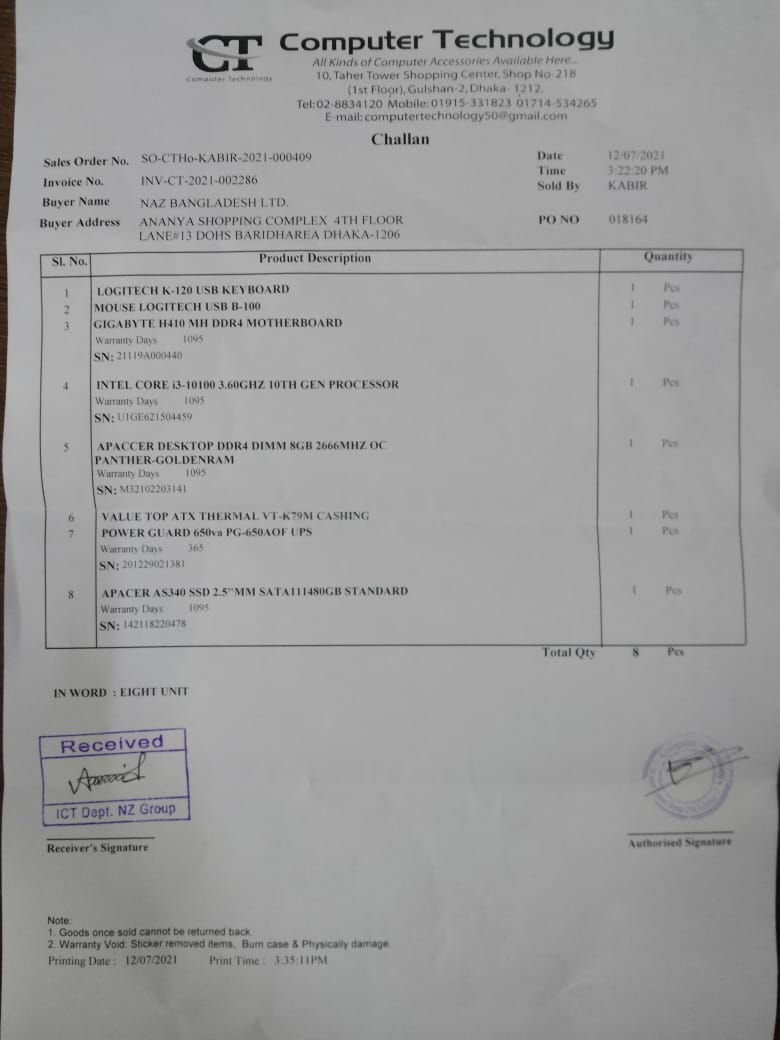 CT Computer Technology
Computer Technology
All Kinds of Computer Accessories Available Here...
10, Taher Tower Shopping Center, Shop No-218
(1st Floor), Gulshan-2, Dhaka- 1212.
Tel:02-8834120 Mobile: 01915-331823 01714-534265
E-mail: computertechnology50@gmail.com
Challan
Sales Order No. SO-CTHo-KABIR-2021-000409 Date 12/07/2021
Invoice No. INV-CT-2021-002286 Time 3:22:20 PM
Buyer Name NAZ BANGLADESH LTD. Sold By KABIR
Buyer Address ANANYA SHOPPING COMPLEX 4TH FLOOR PO NO 018164
LANE#13 DOHS BARIDHAREA DHAKA-1206
Sl. No. Product Description Quantity
1 LOGITECH K-120 USB KEYBOARD 1 Pcs
2 MOUSE LOGITECH USB B-100 1 Pcs
3 GIGABYTE H410 MH DDR4 MOTHERBOARD 1 Pcs
Warranty Days 1095
SN: 21119A000440
4 INTEL CORE i3-10100 3.60GHZ 10TH GEN PROCESSOR 1 Pcs
Warranty Days 1095
SN: U1GE621504459
5 APACCER DESKTOP DDR4 DIMM 8GB 2666MHZ OC 1 Pcs
PANTHER-GOLDENRAM
Warranty Days 1095
SN: M32102203141
6 VALUE TOP ATX THERMAL VT-K79M CASHING 1 Pcs
7 POWER GUARD 650va PG-650AOF UPS 1 Pcs
Warranty Days 365
SN: 201229021381
8 APACER AS340 SSD 2.5"MM SATA111480GB STANDARD 1 Pcs
Warranty Days 1095
SN: 142118220478
Total Qty 8 Pcs
IN WORD : EIGHT UNIT
Received
ICT Dept. NZ Group
Receiver's Signature Authorised Signature
Note:
1. Goods once sold cannot be returned back.
2. Warranty Void: Sticker removed items, Burn case & Physically damage.
Printing Date : 12/07/2021 Print Time : 3:35:11PM